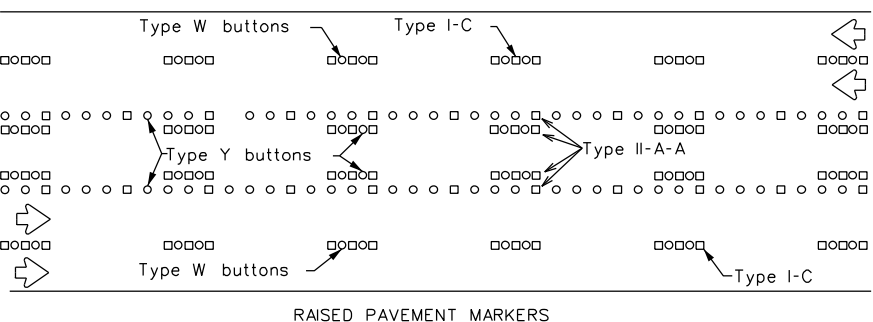 Type W buttons
Type I-C
Type Y buttons
Type II-A-A
Type W buttons
Type I-C
RAISED PAVEMENT MARKERS